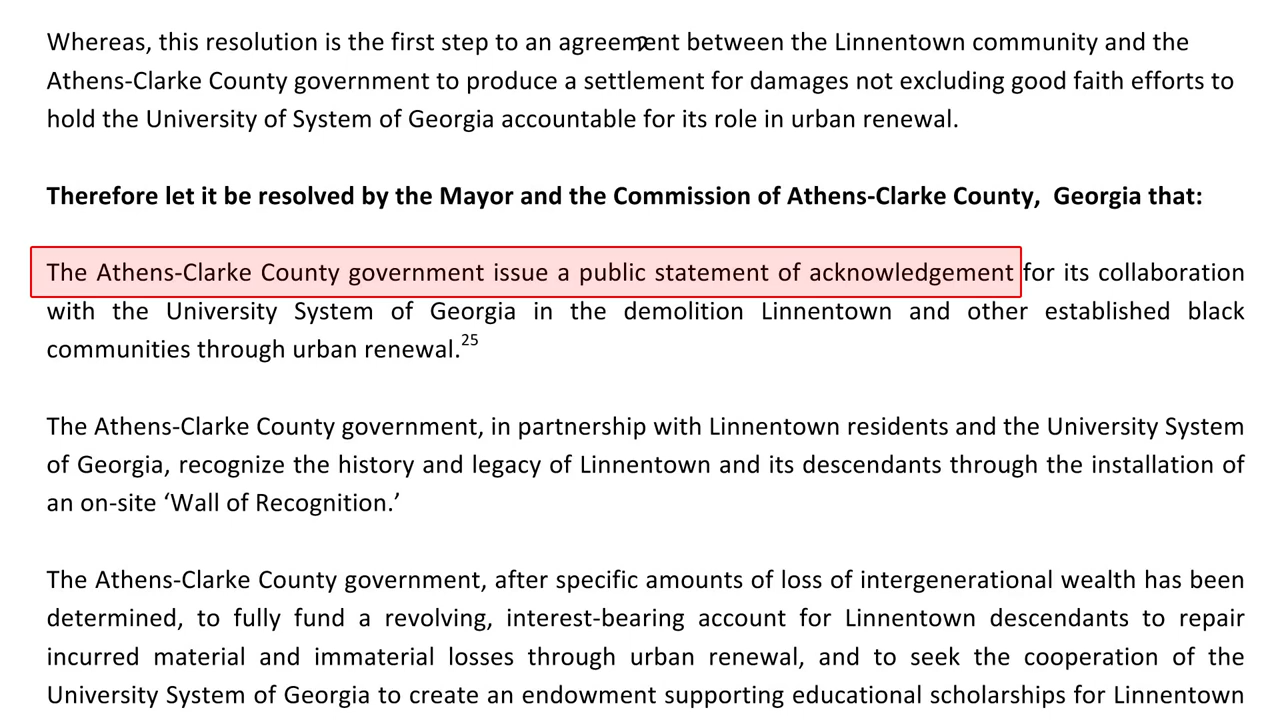 Whereas, this resolution is the first step to an agreement between the Linnentown community and the
Athens-Clarke County government to produce a settlement for damages not excluding good faith efforts to
hold the University of System of Georgia accountable for its role in urban renewal.
Therefore let it be resolved by the Mayor and the Commission of Athens-Clarke County, Georgia that:
The Athens-Clarke County government issue a public statement of acknowledgement for its collaboration
with the University System of Georgia in the demolition Linnentown and other established black
communities through urban renewal.25
The Athens-Clarke County government, in partnership with Linnentown residents and the University System
of Georgia, recognize the history and legacy of Linnentown and its descendants through the installation of
an on-site ‘Wall of Recognition.’
The Athens-Clarke County government, after specific amounts of loss of intergenerational wealth has been
determined, to fully fund a revolving, interest-bearing account for Linnentown descendants to repair
incurred material and immaterial losses through urban renewal, and to seek the cooperation of the
University System of Georgia to create an endowment supporting educational scholarships for Linnentown